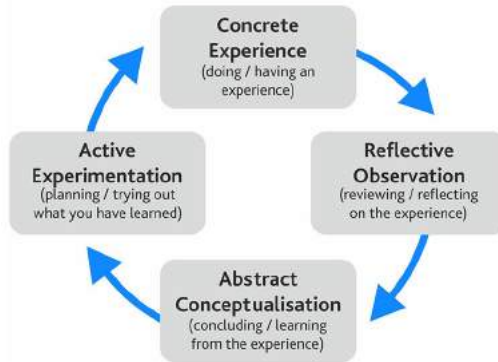 Concrete
Experience
(doing / having an
experience)
Active
Experimentation
(planning / trying out
what you have learned)
Reflective
Observation
(reviewing / reflecting
on the experience)
Abstract
Conceptualisation
(concluding / learning
from the experience)